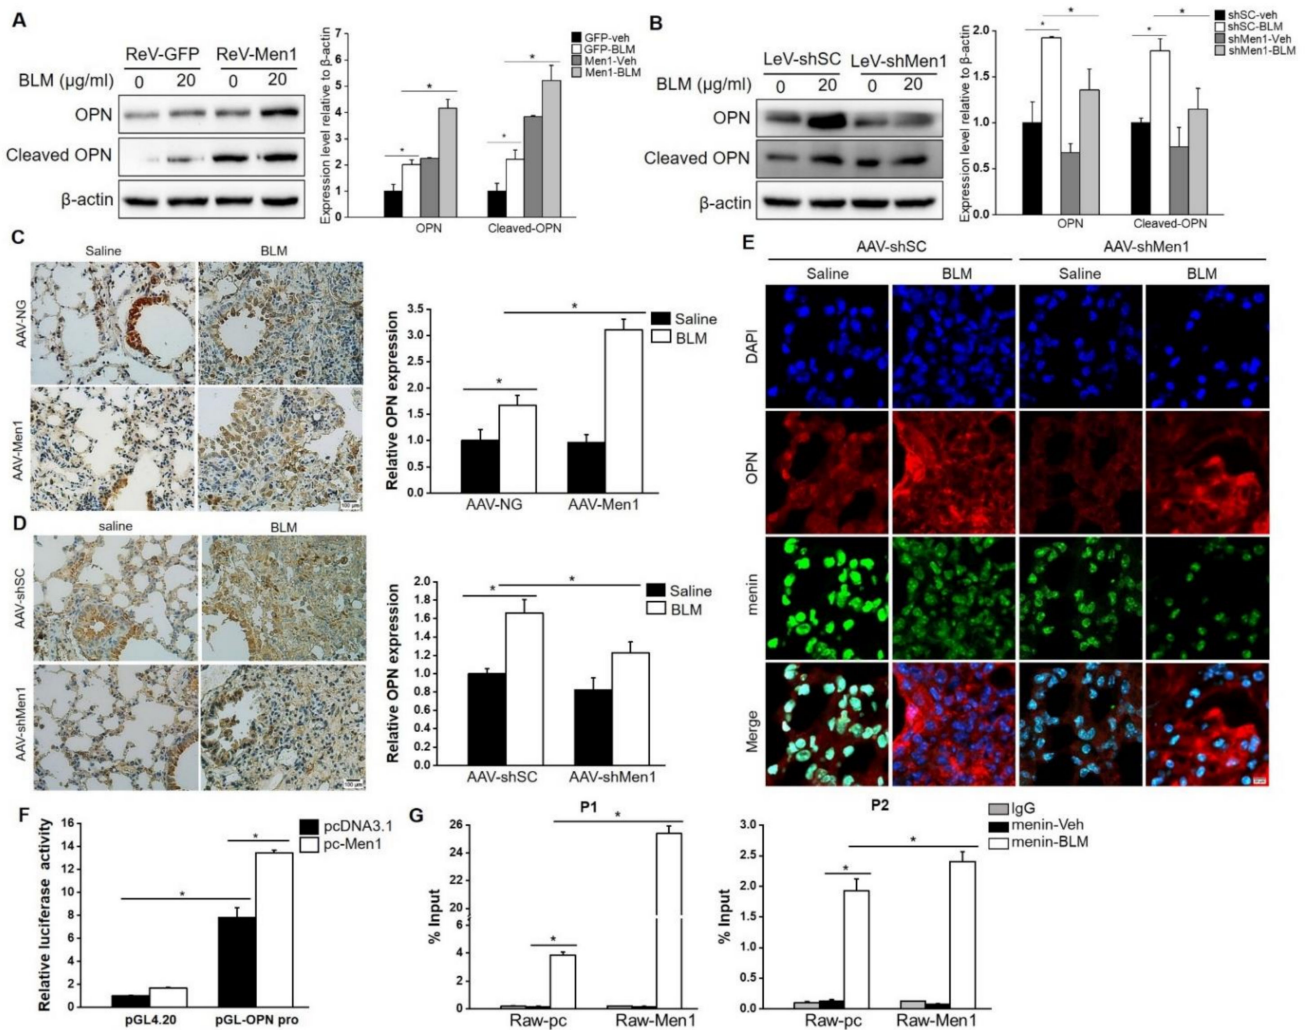 A
ReV-GFP ReV-Men1
BLM (µg/ml) 0 20 0 20
OPN
Cleaved OPN
β-actin
Expression level relative to β-actin
7
6
5
4
3
2
1
0
OPN Cleaved-OPN
GFP-veh
GFP-BLM
Men1-Veh
Men1-BLM
* * * *
B
LeV-shSC LeV-shMen1
BLM (µg/ml) 0 20 0 20
OPN
Cleaved OPN
β-actin
Expression level relative to β-actin
2.0
1.5
1.0
0.5
0.0
OPN Cleaved-OPN
shSC-veh
shSC-BLM
shMen1-Veh
shMen1-BLM
* * * *
C
Saline BLM
AAV-NG
AAV-Men1
100 µm
Relative OPN expression
3.5
3.0
2.5
2.0
1.5
1.0
0.5
0.0
AAV-NG AAV-Men1
Saline
BLM
* *
D
saline BLM
AAV-shSC
AAV-shMen1
100 µm
Relative OPN expression
2.0
1.8
1.6
1.4
1.2
1.0
0.8
0.6
0.4
0.2
0.0
AAV-shSC AAV-shMen1
Saline
BLM
* *
E
AAV-shSC AAV-shMen1
Saline BLM Saline BLM
DAPI
OPN
menin
Merge
F
Relative luciferase activity
16
14
12
10
8
6
4
2
0
pGL4.20 pGL-OPN pro
pcDNA3.1
pc-Men1
* *
G
P1
% Input
26
24
22
20
6
4
2
0
Raw-pc Raw-Men1
* *
P2
% Input
3.0
2.5
2.0
1.5
1.0
0.5
0.0
Raw-pc Raw-Men1
IgG
menin-Veh
menin-BLM
* *